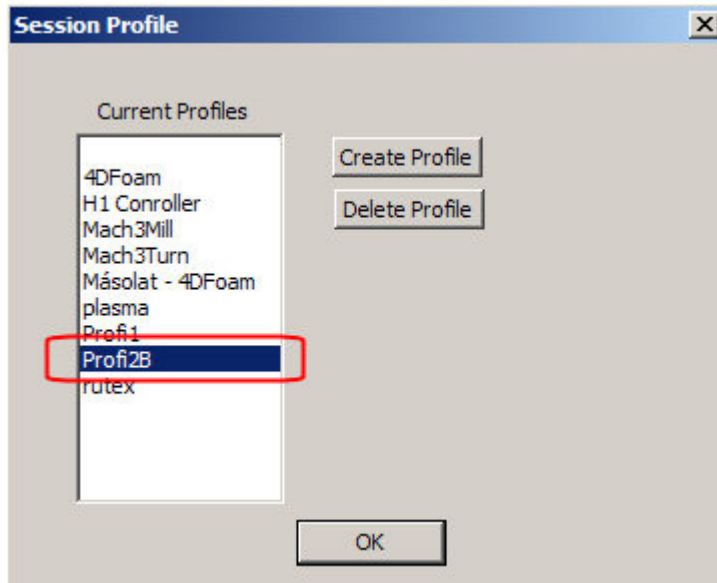 Session Profile
Current Profiles
4DFoam
H1 Conroller
Mach3Mill
Mach3Turn
Másolat - 4DFoam
plasma
Profi1
Profi2B
rutex
Create Profile
Delete Profile
OK